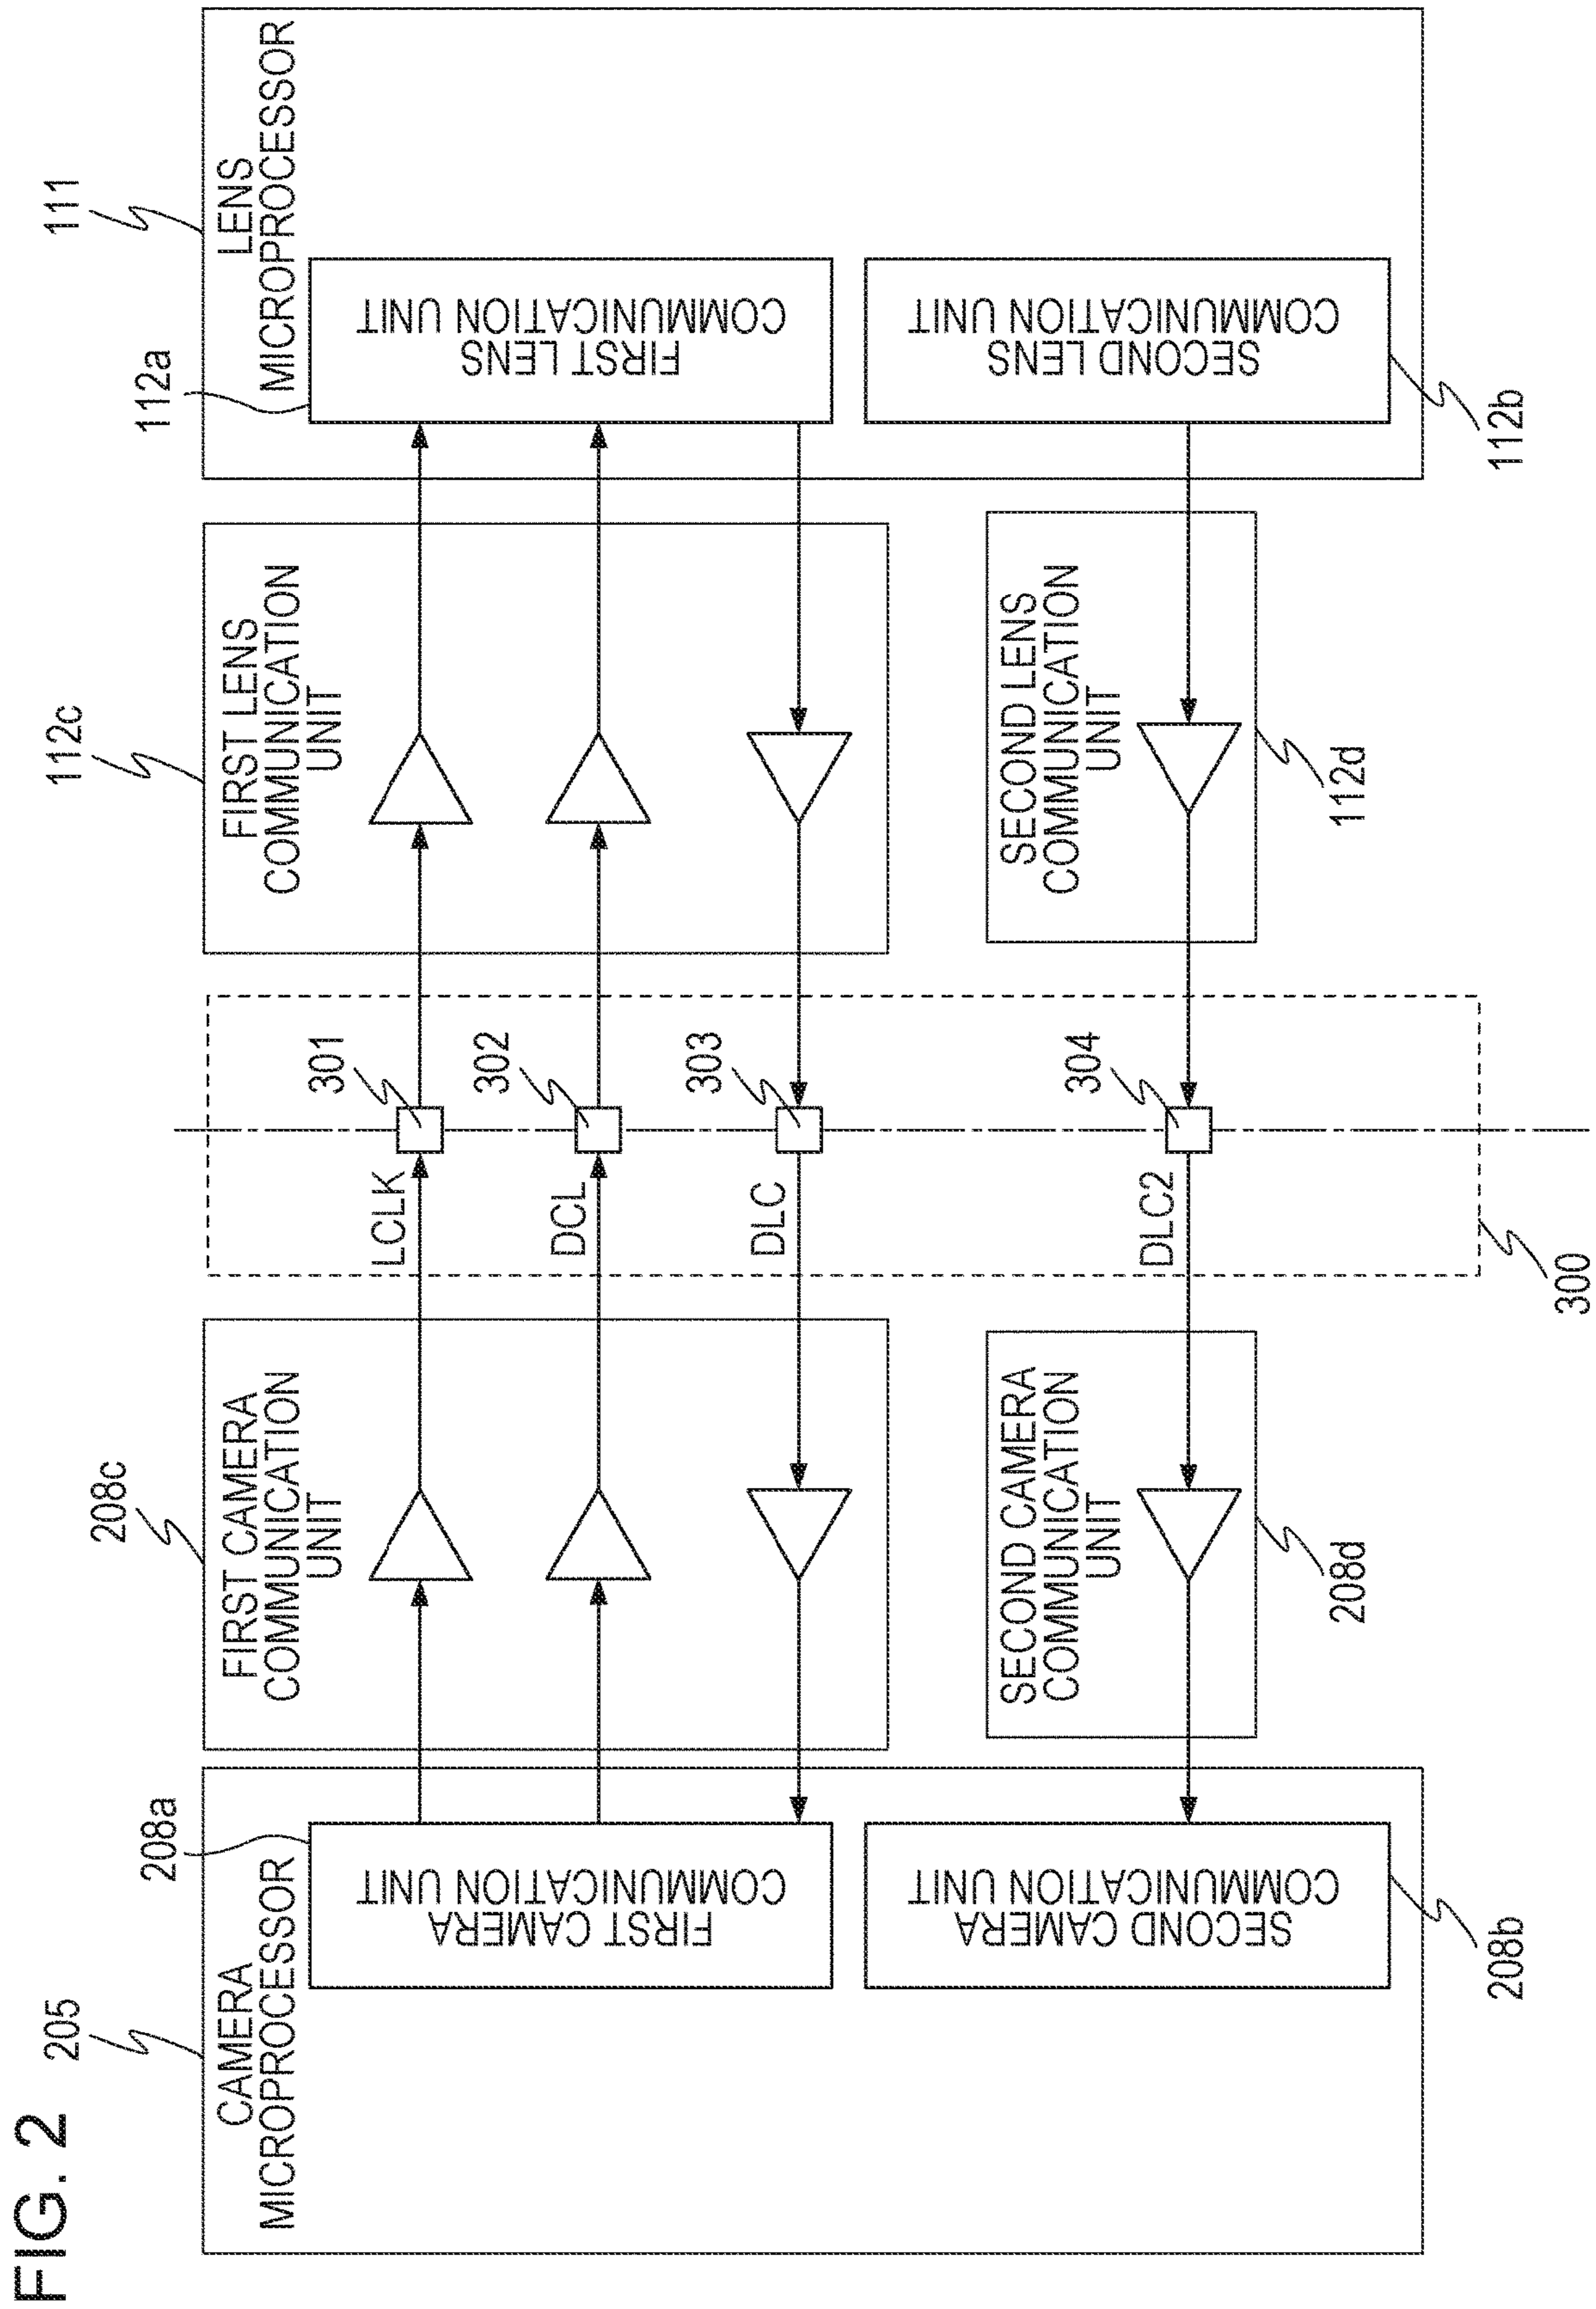 FIG. 2
205
CAMERA
MICROPROCESSOR
208a
FIRST CAMERA
COMMUNICATION UNIT
SECOND CAMERA
COMMUNICATION UNIT
208b
208c
FIRST CAMERA
COMMUNICATION
UNIT
SECOND CAMERA
COMMUNICATION
UNIT
208d
LCLK
301
DCL
302
DLC
303
DLC2
304
300
112c
FIRST LENS
COMMUNICATION
UNIT
SECOND LENS
COMMUNICATION
UNIT
112d
111
LENS
MICROPROCESSOR
112a
FIRST LENS
COMMUNICATION UNIT
SECOND LENS
COMMUNICATION UNIT
112b